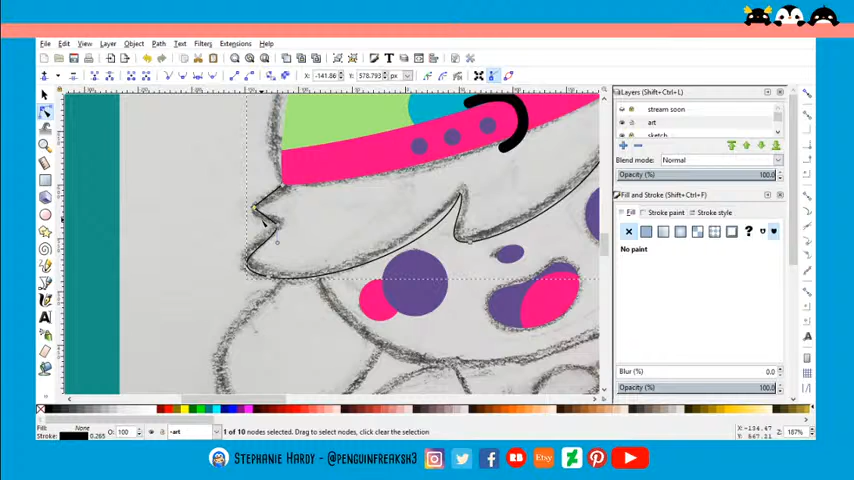 File Edit View Layer Object Path Text Filters Extensions Help
X: -141.86 Y: 578.793 px
Layers (Shift+Ctrl+L)
stream soon
art
sketch
Blend mode: Normal
Opacity (%) 100.0
Fill and Stroke (Shift+Ctrl+F)
Fill Stroke paint Stroke style
No paint
Blur (%) 0.0
Opacity (%) 100.0
Fill: None
Stroke: 0.265 O: 100 -art 1 of 10 nodes selected. Drag to select nodes, click clear the selection X: -134.47 Z: 187%
Y: 567.21
Stephanie Hardy - @penguinfreaksh3 Etsy